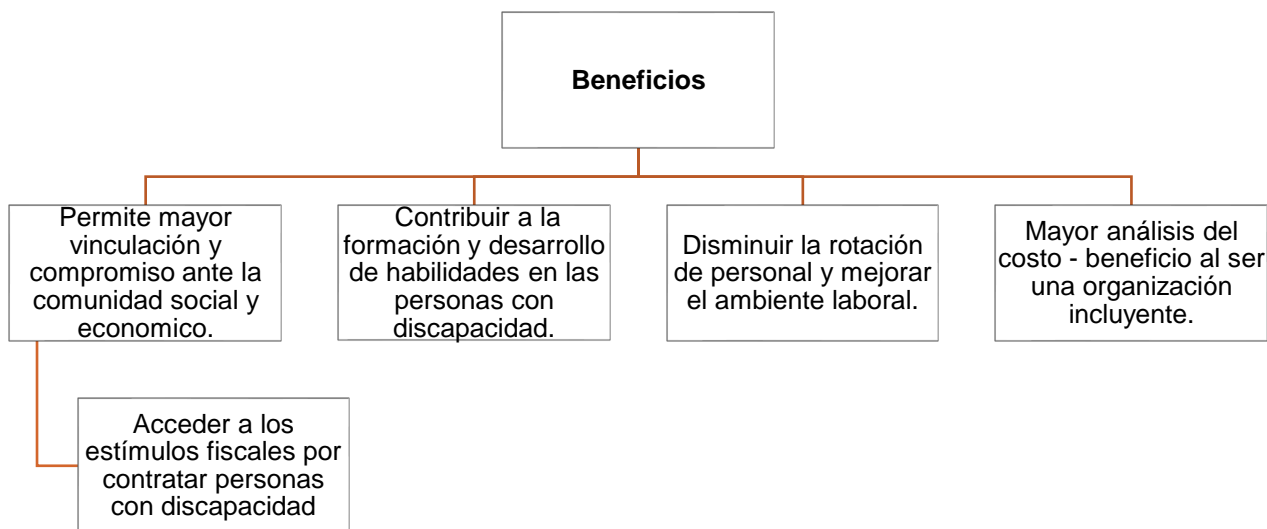 Beneficios
Permite mayor
vinculación y
compromiso ante la
comunidad social y
economico.
Contribuir a la
formación y desarrollo
de habilidades en las
personas con
discapacidad.
Disminuir la rotación
de personal y mejorar
el ambiente laboral.
Mayor análisis del
costo - beneficio al ser
una organización
incluyente.
Acceder a los
estímulos fiscales por
contratar personas
con discapacidad